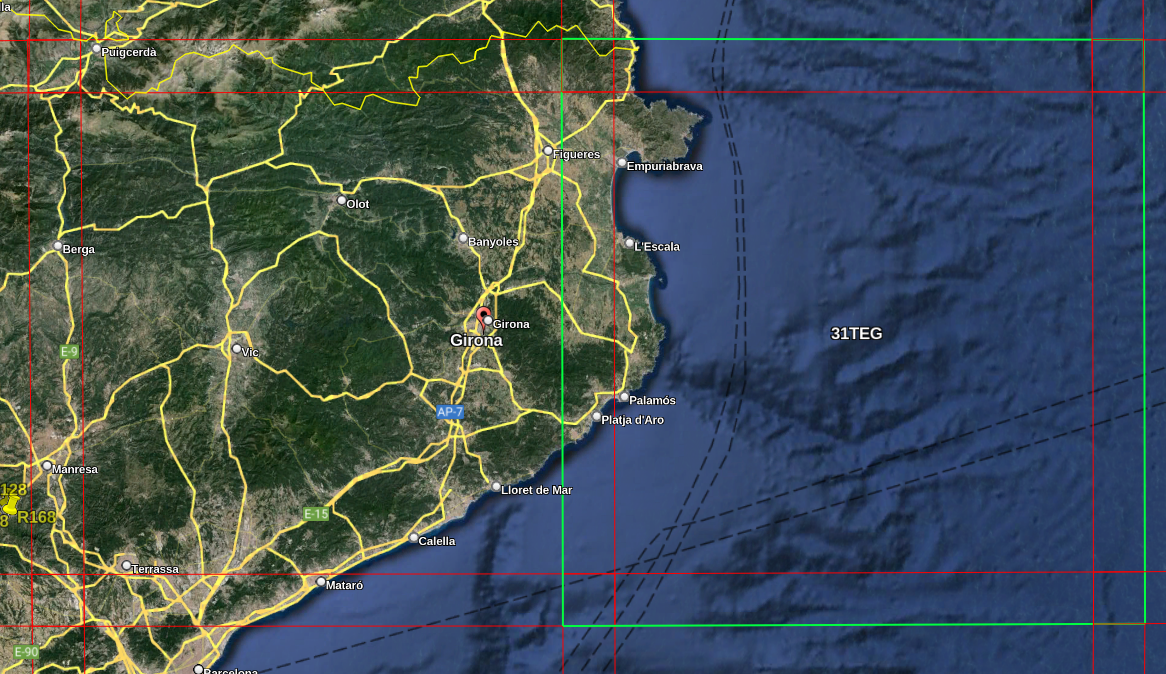 la
Puigcerdà
Figueres
Empuriabrava
Olot
Banyoles
L'Escala
Berga
Girona
Girona
31TEG
E-9
Vic
Palamós
AP-7
Platja d'Aro
Manresa
128
Lloret de Mar
8
R168
E-15
Calella
Terrassa
Mataró
E-90
Barcelona